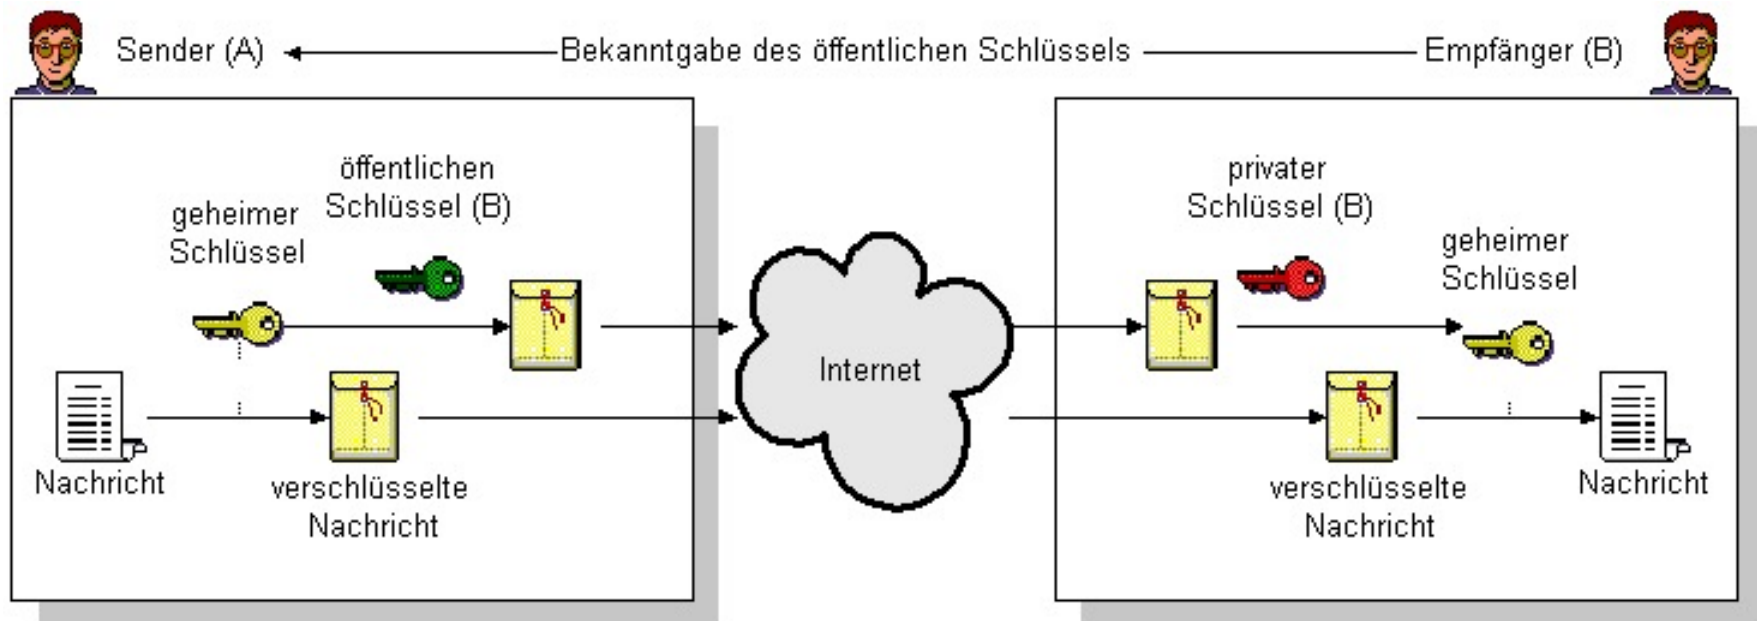 Sender (A)
Bekanntgabe des öffentlichen Schlüssels
Empfänger (B)
öffentlichen
Schlüssel (B)
geheimer
Schlüssel
Nachricht
verschlüsselte
Nachricht
Internet
privater
Schlüssel (B)
geheimer
Schlüssel
verschlüsselte
Nachricht
Nachricht